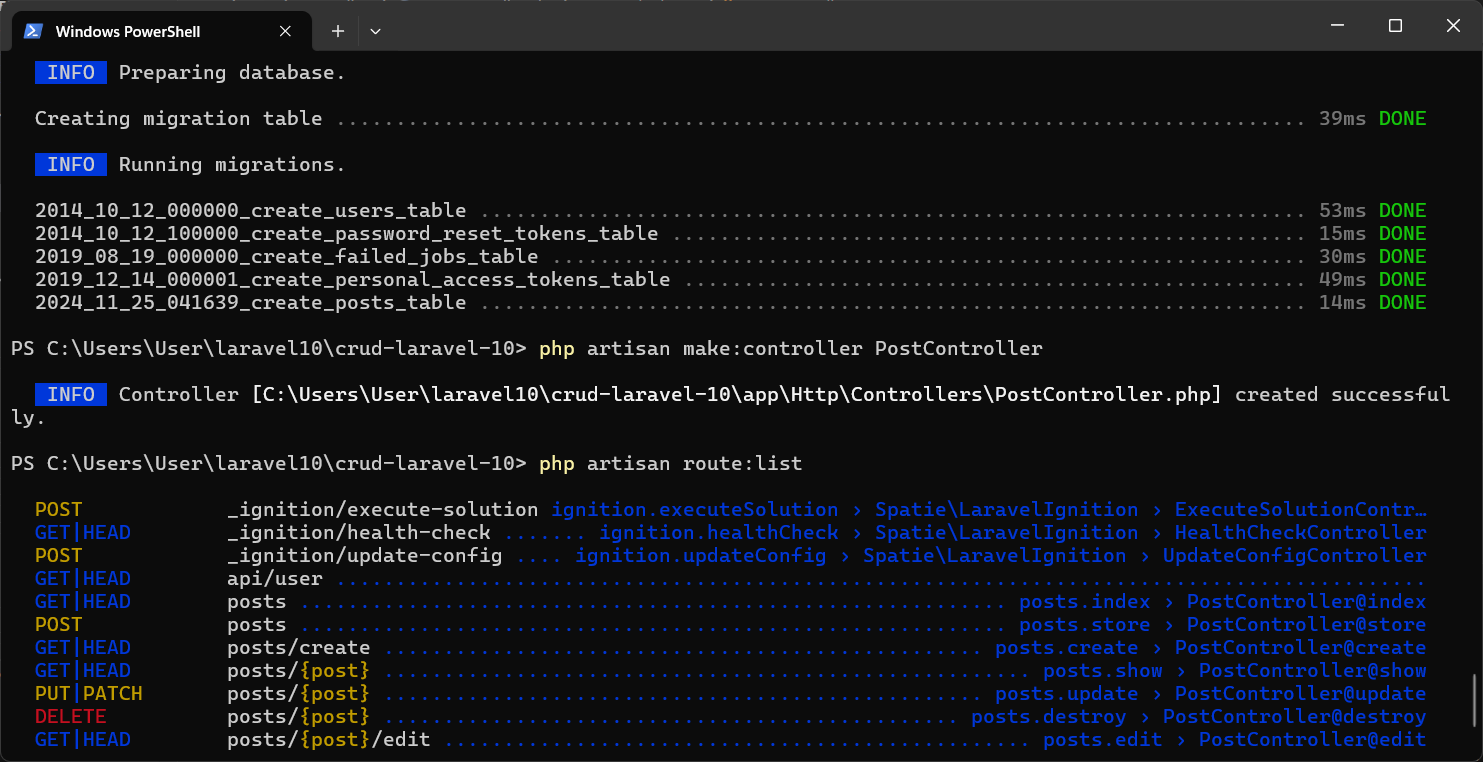 Windows PowerShell
INFO Preparing database.
Creating migration table ................................................................................. 39ms DONE
INFO Running migrations.
2014_10_12_000000_create_users_table ..................................................................... 53ms DONE
2014_10_12_100000_create_password_reset_tokens_table ..................................................... 15ms DONE
2019_08_19_000000_create_failed_jobs_table ............................................................... 30ms DONE
2019_12_14_000001_create_personal_access_tokens_table .................................................... 49ms DONE
2024_11_25_041639_create_posts_table ..................................................................... 14ms DONE
PS C:\Users\User\laravel10\crud-laravel-10> php artisan make:controller PostController
INFO Controller [C:\Users\User\laravel10\crud-laravel-10\app\Http\Controllers\PostController.php] created successful
ly.
PS C:\Users\User\laravel10\crud-laravel-10> php artisan route:list
POST _ignition/execute-solution ignition.executeSolution › Spatie\LaravelIgnition › ExecuteSolutionContr…
GET|HEAD _ignition/health-check ....... ignition.healthCheck › Spatie\LaravelIgnition › HealthCheckController
POST _ignition/update-config .... ignition.updateConfig › Spatie\LaravelIgnition › UpdateConfigController
GET|HEAD api/user ...........................................................................................
GET|HEAD posts ........................................................... posts.index › PostController@index
POST posts ........................................................... posts.store › PostController@store
GET|HEAD posts/create .................................................. posts.create › PostController@create
GET|HEAD posts/{post} ...................................................... posts.show › PostController@show
PUT|PATCH posts/{post} .................................................. posts.update › PostController@update
DELETE posts/{post} ................................................ posts.destroy › PostController@destroy
GET|HEAD posts/{post}/edit ................................................. posts.edit › PostController@edit